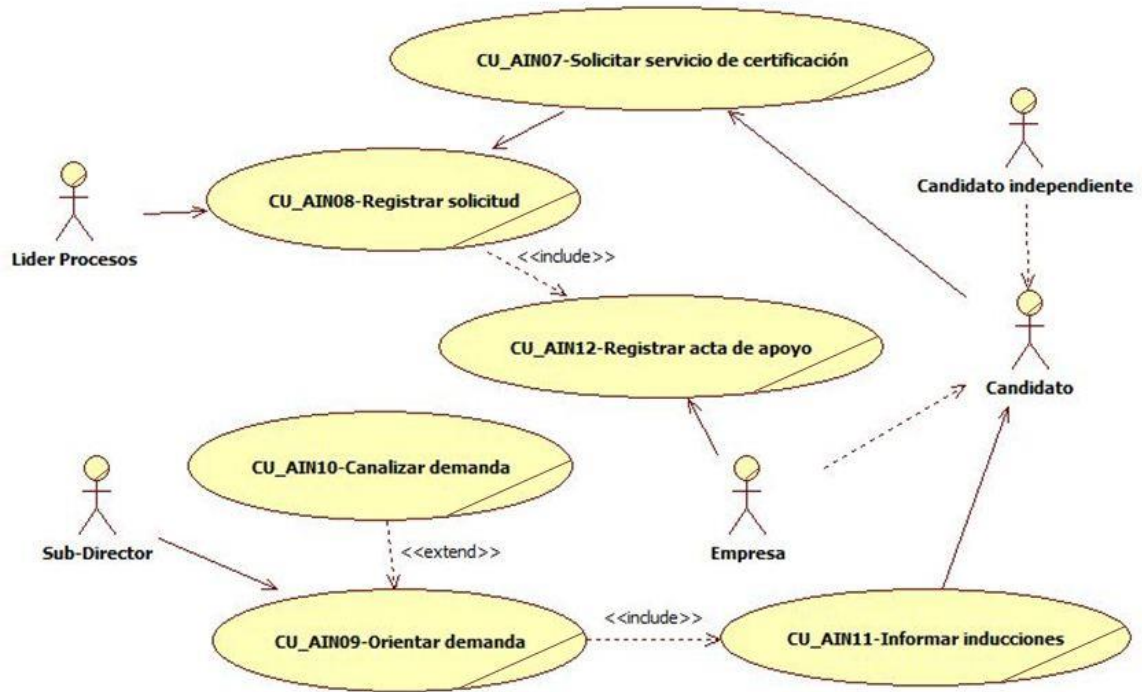 CU_AIN07-Solicitar servicio de certificación
Candidato independiente
CU_AIN08-Registrar solicitud
Lider Procesos
<<include>>
CU_AIN12-Registrar acta de apoyo
Candidato
CU_AIN10-Canalizar demanda
Sub-Director
<<extend>>
Empresa
<<include>>
CU_AIN09-Orientar demanda
CU_AIN11-Informar inducciones